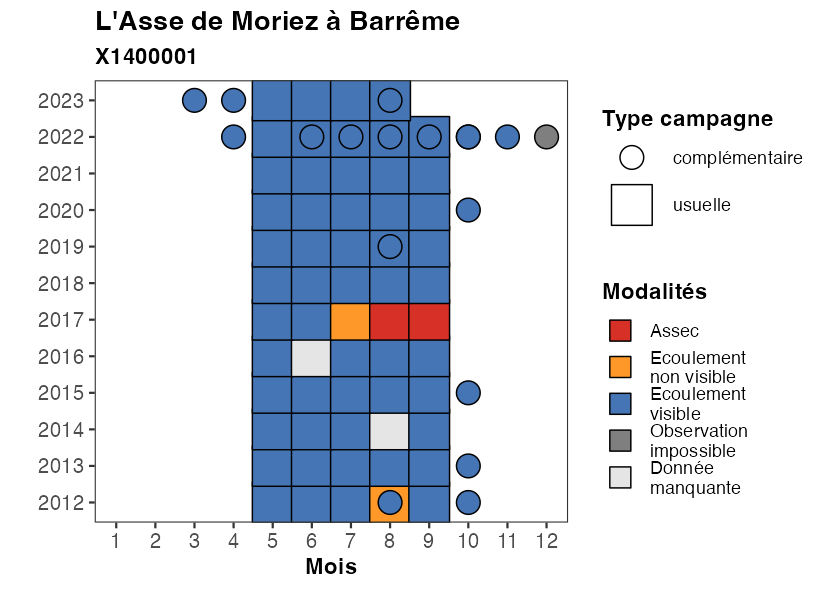 L'Asse de Moriez à Barrême
X1400001
2023
2022
2021
2020
2019
2018
2017
2016
2015
2014
2013
2012
1 2 3 4 5 6 7 8 9 10 11 12
Mois
Type campagne
complémentaire
usuelle
Modalités
Assec
Ecoulement
non visible
Ecoulement
visible
Observation
impossible
Donnée
manquante